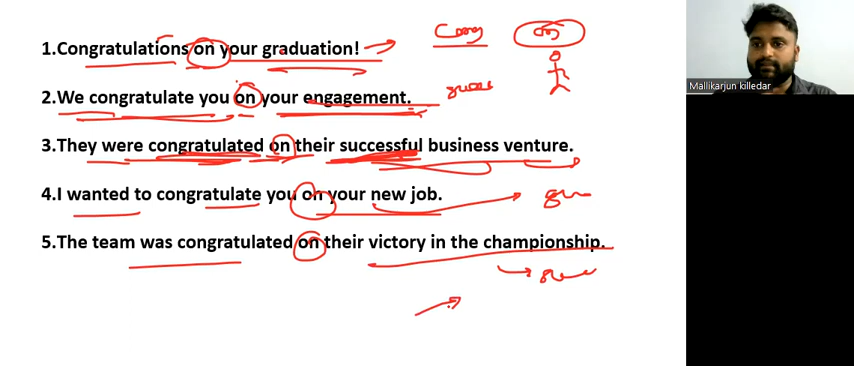 1.Congratulations on your graduation!
2.We congratulate you on your engagement.
3.They were congratulated on their successful business venture.
4.I wanted to congratulate you on your new job.
5.The team was congratulated on their victory in the championship.
Mallikarjun killedar